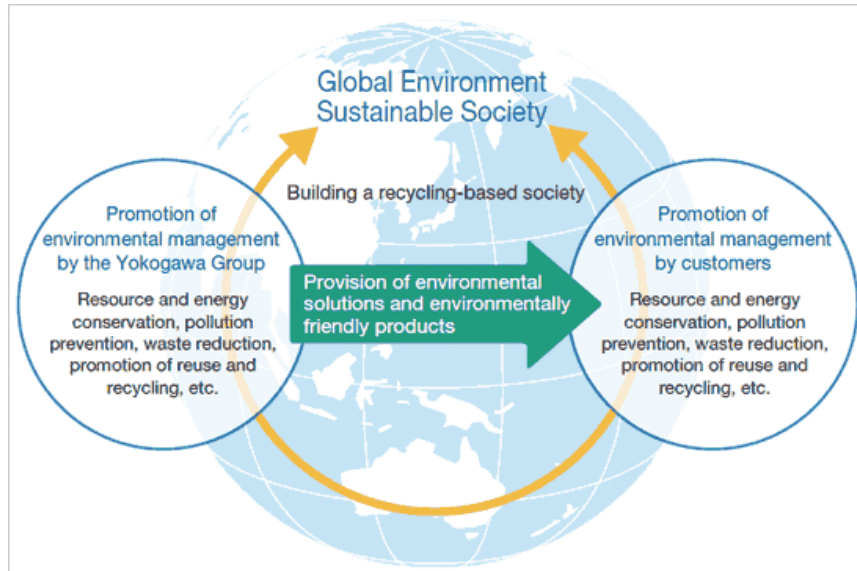 Global Environment
Sustainable Society
Building a recycling-based society
Promotion of
environmental management
by the Yokogawa Group
Resource and energy
conservation, pollution
prevention, waste reduction,
promotion of reuse and
recycling, etc.
Provision of environmental
solutions and environmentally
friendly products
Promotion of
environmental management
by customers
Resource and energy
conservation, pollution
prevention, waste reduction,
promotion of reuse and
recycling, etc.